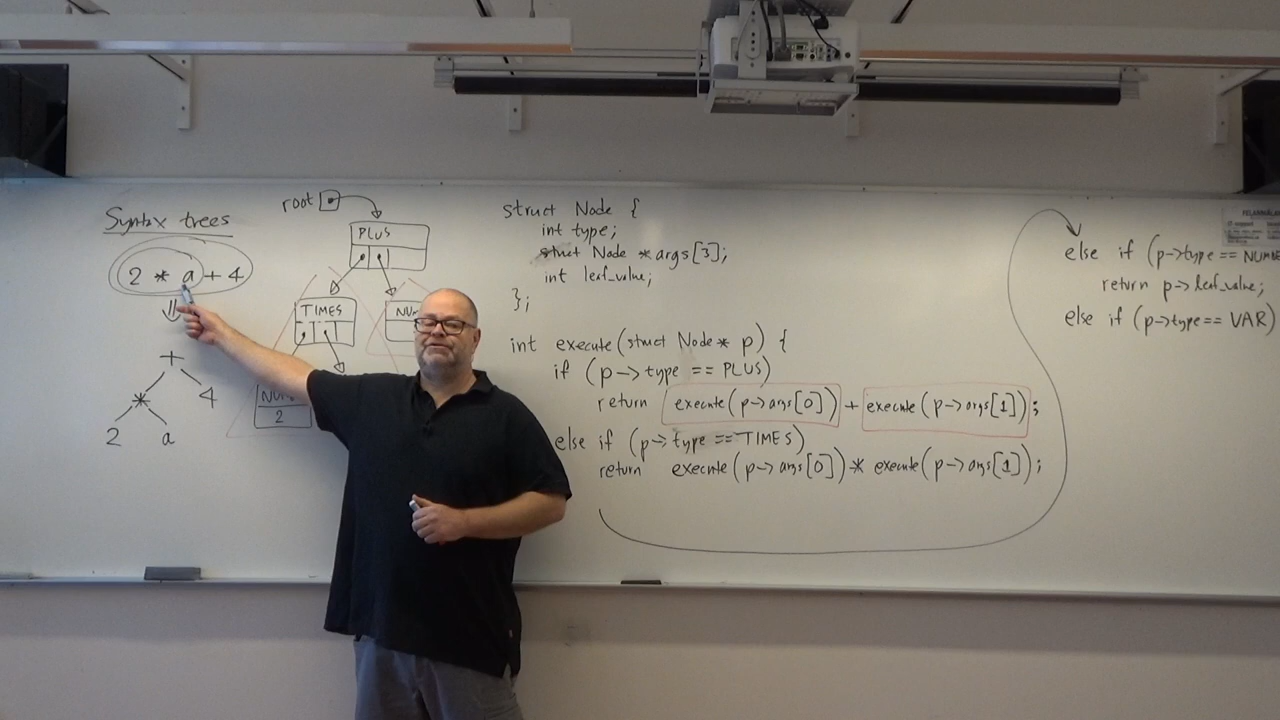 Syntax trees
2 * a + 4
+
* 4
2 a
root
PLUS
TIMES
2
struct Node {
int type;
struct Node *args[3];
int leaf_value;
};
int execute(struct Node* p) {
if (p->type == PLUS)
return execute(p->args[0]) + execute(p->args[1]);
else if (p->type == TIMES)
return execute(p->args[0]) * execute(p->args[1]);
else if (p->type == NUMBE
return p->leaf_value;
else if (p->type == VAR)
FELANMÄLA